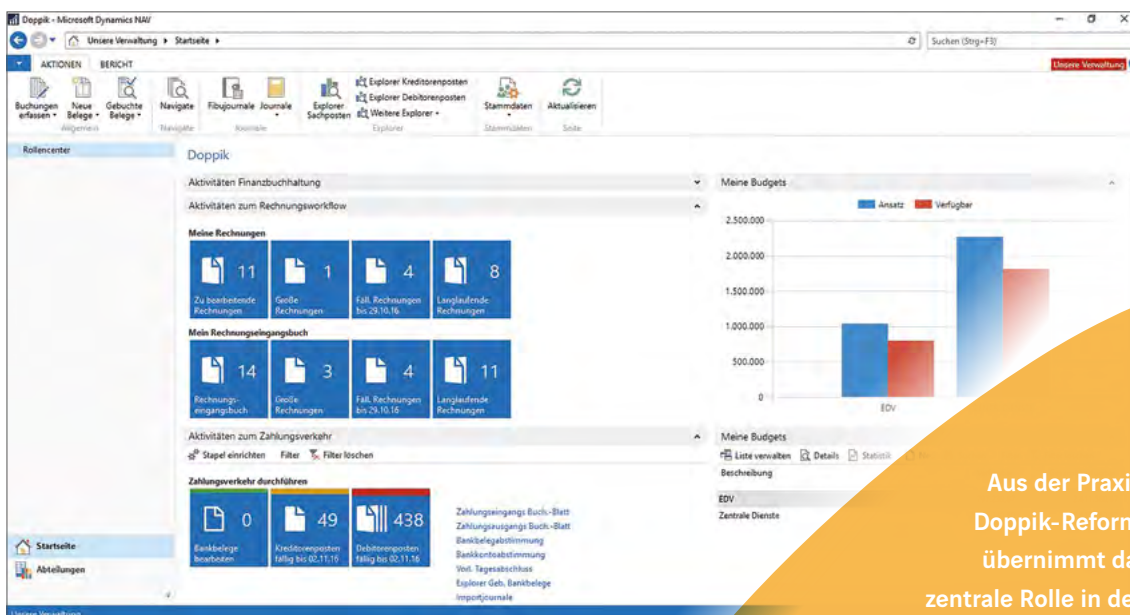 Doppik - Microsoft Dynamics NAV
Unsere Verwaltung
Startseite
Suchen (Strg+F3)
AKTIONEN
BERICHT
Unsere Verwaltung
Buchungen erfassen
Neue Belege
Gebuchte Belege
Navigate
Fibujournale
Journale
Explorer Sachposten
Explorer Kreditorenposten
Explorer Debitorenposten
Weitere Explorer
Stammdaten
Aktualisieren
Allgemein
Navigate
Journale
Explorer
Stammdaten
Seite
Rollencenter
Doppik
Aktivitäten Finanzbuchhaltung
Aktivitäten zum Rechnungsworkflow
Meine Rechnungen
11
Zu bearbeitende
Rechnungen
1
Große
Rechnungen
4
Fäll. Rechnungen
bis 29.10.16
8
Langlaufende
Rechnungen
Mein Rechnungseingangsbuch
14
Rechnungs-
eingangsbuch
3
Große
Rechnungen
4
Fäll. Rechnungen
bis 29.10.16
11
Langlaufende
Rechnungen
Aktivitäten zum Zahlungsverkehr
Stapel einrichten
Filter
Filter löschen
Zahlungsverkehr durchführen
0
Bankbelege
bearbeiten
49
Kreditorenposten
fällig bis 02.11.16
438
Debitorenposten
fällig bis 02.11.16
Zahlungseingangs Buch.-Blatt
Zahlungsausgangs Buch.-Blatt
Bankbelegabstimmung
Bankkontoabstimmung
Vorl. Tagesabschluss
Explorer Geb. Bankbelege
Importjournale
Startseite
Abteilungen
Unsere Verwaltung
Meine Budgets
Ansatz
Verfügbar
2.500.000
2.000.000
1.500.000
1.000.000
500.000
0
EDV
Meine Budgets
Liste verwalten
Details
Statistik
Beschreibung
EDV
Zentrale Dienste
Aus der Praxi
Doppik-Reforn
übernimmt da
zentrale Rolle in de